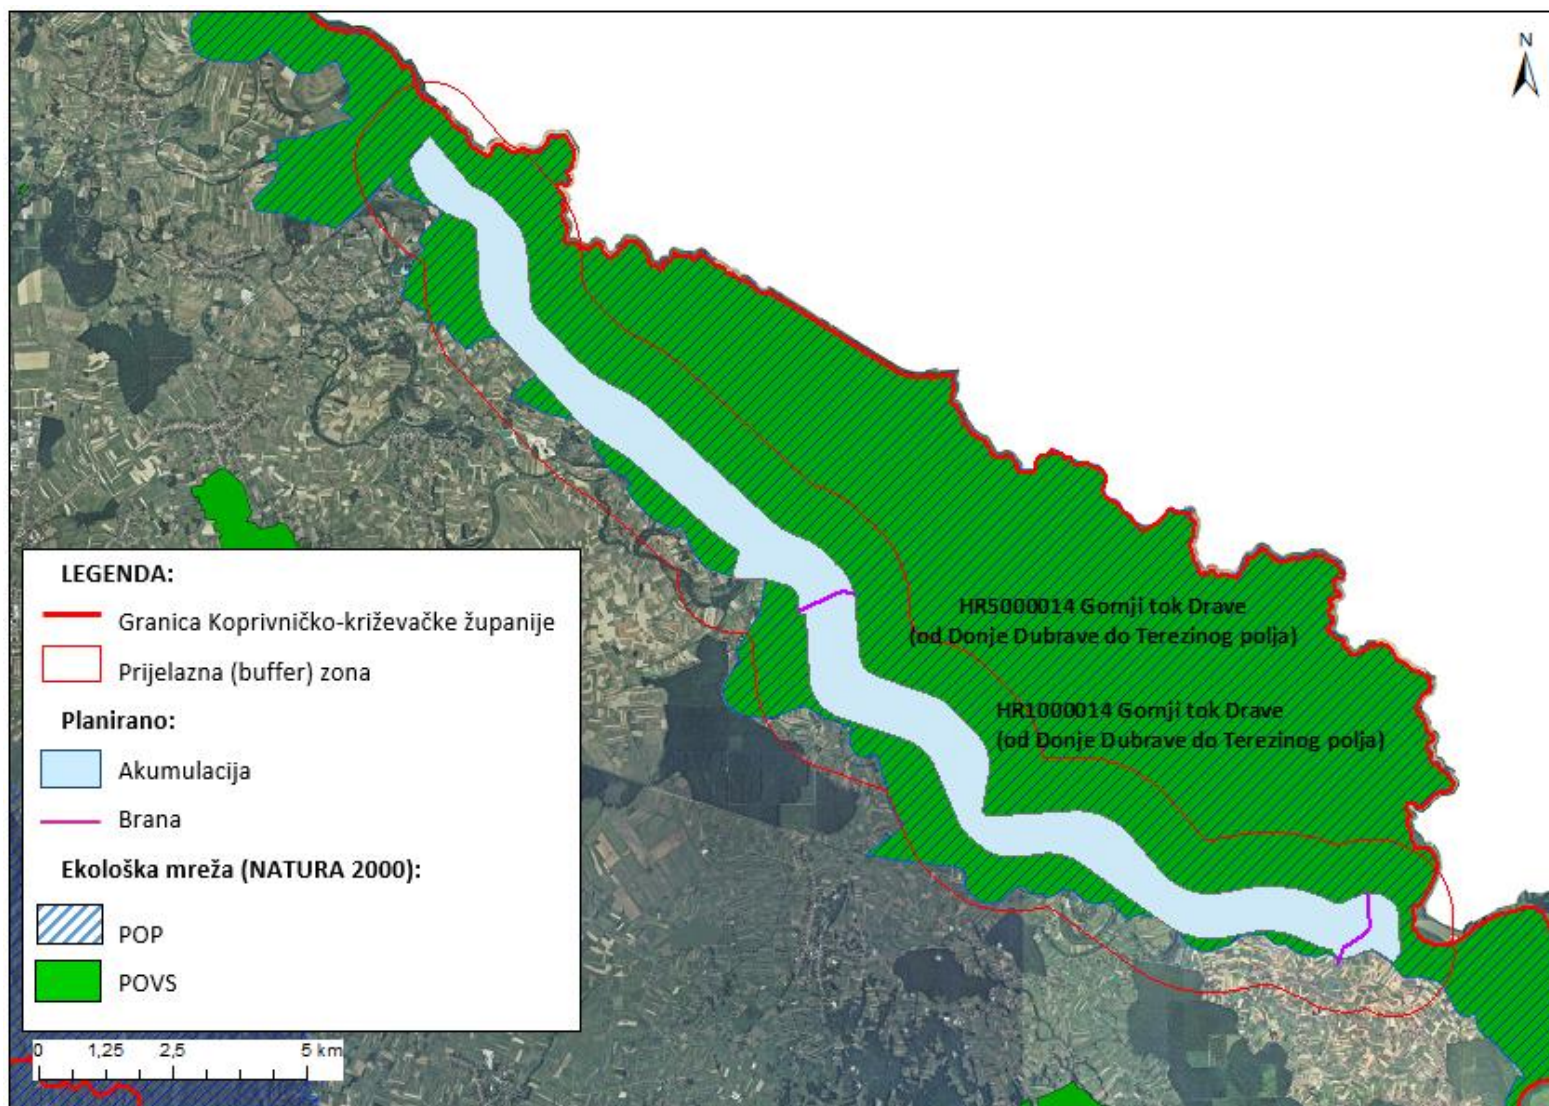 N
HR5000014 Gornji tok Drave
(od Donje Dubrave do Terezinog polja)
HR1000014 Gornji tok Drave
(od Donje Dubrave do Terezinog polja)
LEGENDA:
Granica Koprivničko-križevačke županije
Prijelazna (buffer) zona
Planirano:
Akumulacija
Brana
Ekološka mreža (NATURA 2000):
POP
POVS
0 1,25 2,5 5 km